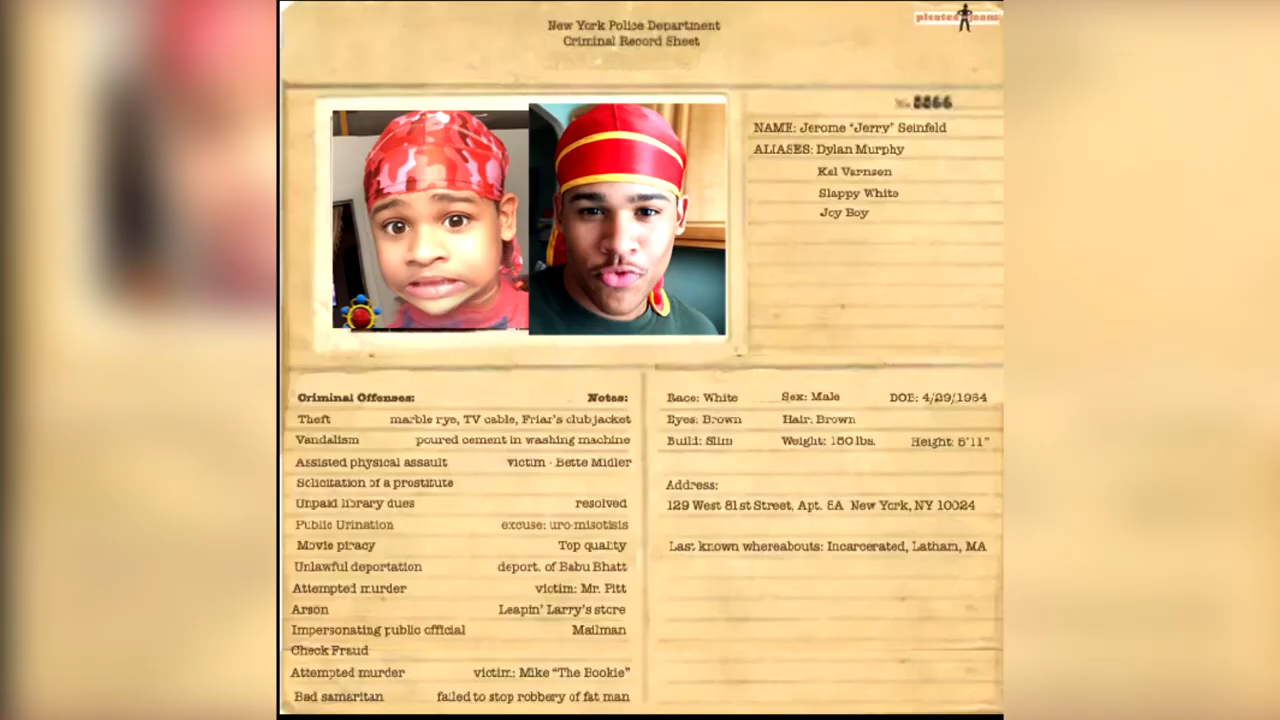 New York Police Department
Criminal Record Sheet
pleated jeans
No. 8866
NAME: Jerome "Jerry" Seinfeld
ALIASES: Dylan Murphy
Kel Varnsen
Slappy White
Joy Boy
Criminal Offenses: Notes:
Theft marble rye, TV cable, Friar's club jacket
Vandalism poured cement in washing machine
Assisted physical assault victim - Bette Midler
Solicitation of a prostitute
Unpaid library dues resolved
Public Urination excuse: uro-misotisis
Movie piracy Top quality
Unlawful deportation deport. of Babu Bhatt
Attempted murder victim: Mr. Pitt
Arson Leapin' Larry's store
Impersonating public official Mailman
Check Fraud
Attempted murder victim: Mike "The Bookie"
Bad samaritan failed to stop robbery of fat man
Race: White Sex: Male DOB: 4/29/1954
Eyes: Brown Hair: Brown
Build: Slim Weight: 150 lbs. Height: 5'11"
Address:
129 West 81st Street, Apt. 5A New York, NY 10024
Last known whereabouts: Incarcerated, Latham, MA